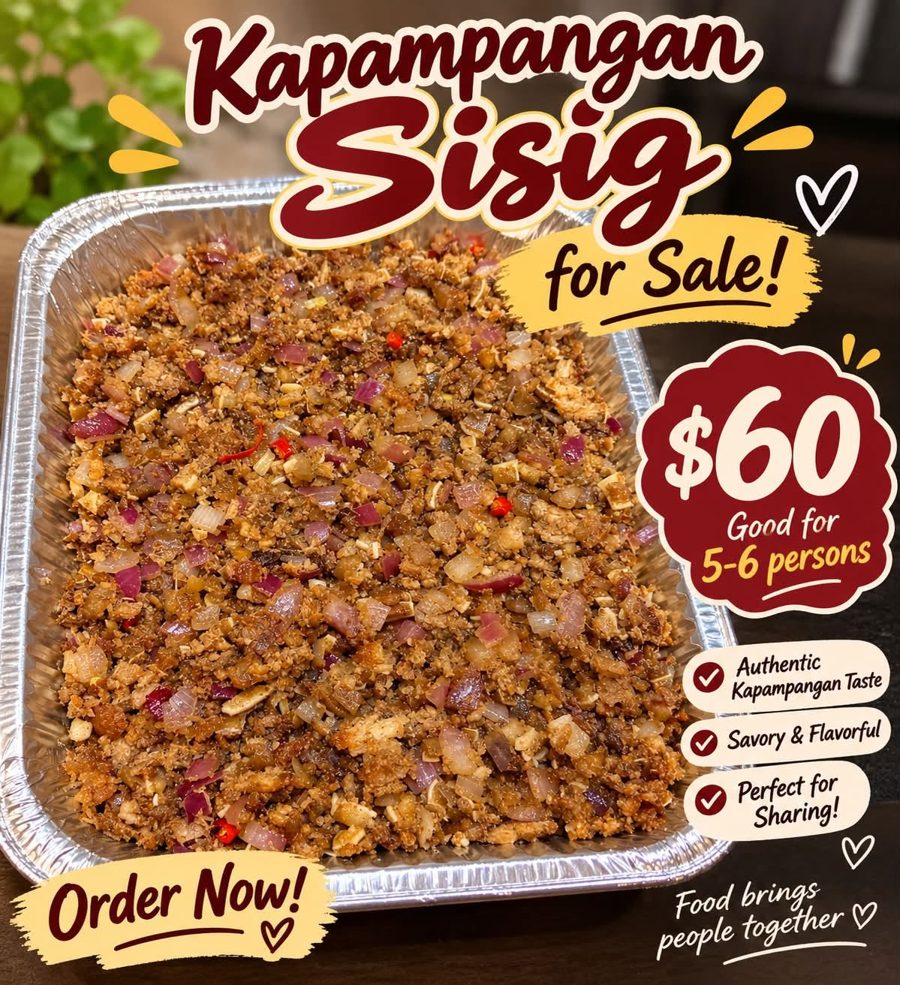 Kapampangan
Sisig
for Sale!
$60
Good for
5-6 persons
Authentic
Kapampangan Taste
Savory & Flavorful
Perfect for
Sharing!
Order Now!
Food brings
people together